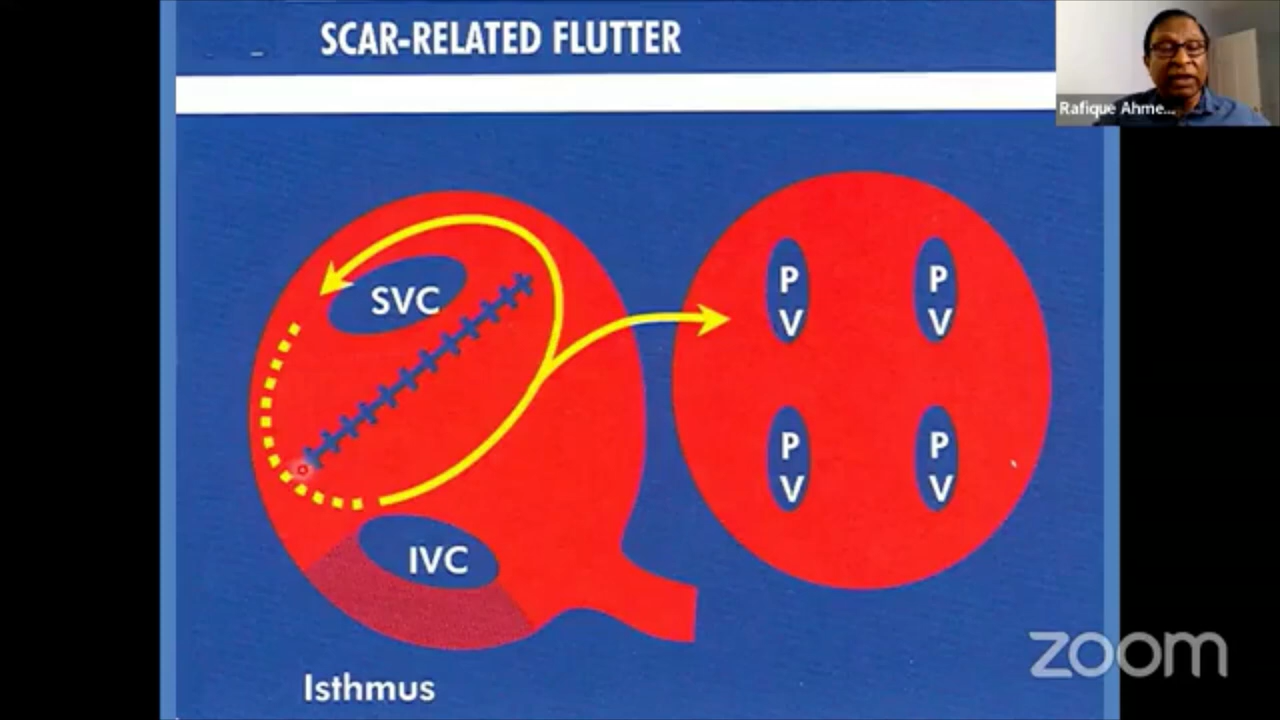 SCAR-RELATED FLUTTER
Rafique Ahme...
SVC
P V
P V
P V
P V
IVC
Isthmus
zoom